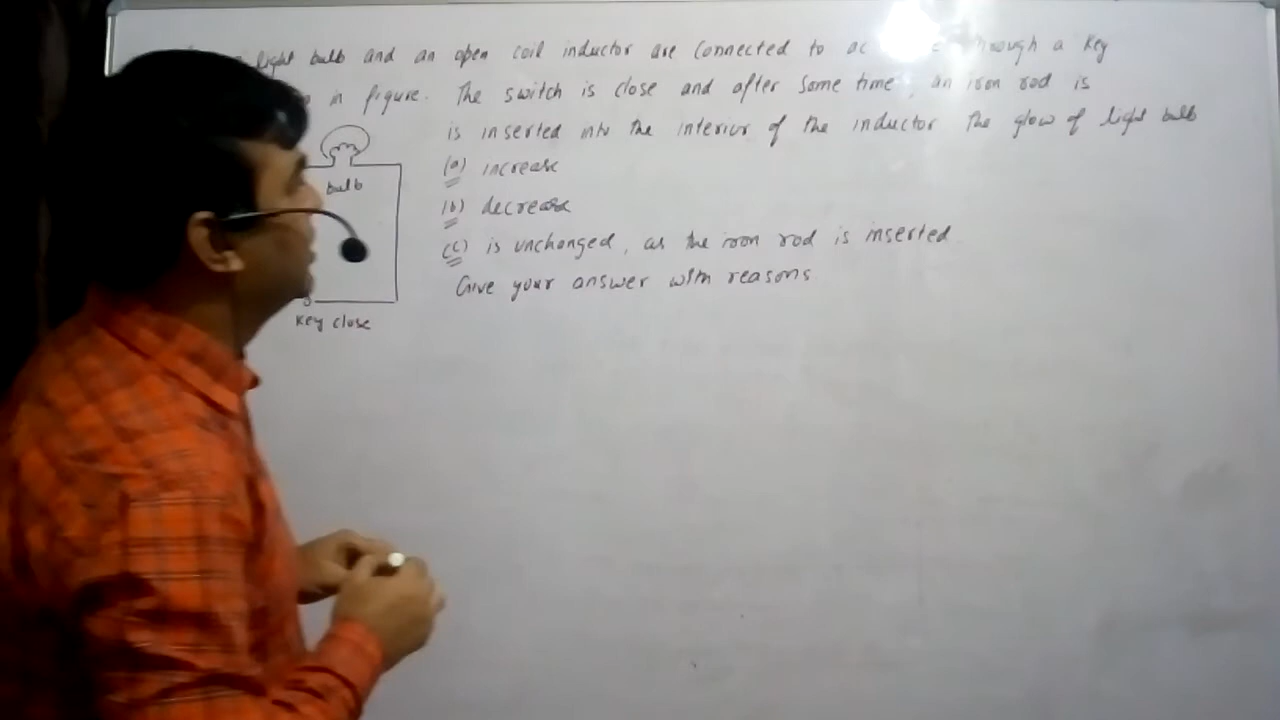 light bulb and an open coil inductor are connected to ac through a key
in figure. The switch is close and after some time, an iron rod is
is inserted into the interior of the inductor The glow of light bulb
(a) increase
(b) decrease
(c) is unchanged, as the iron rod is inserted
Give your answer with reasons
bulb
key close